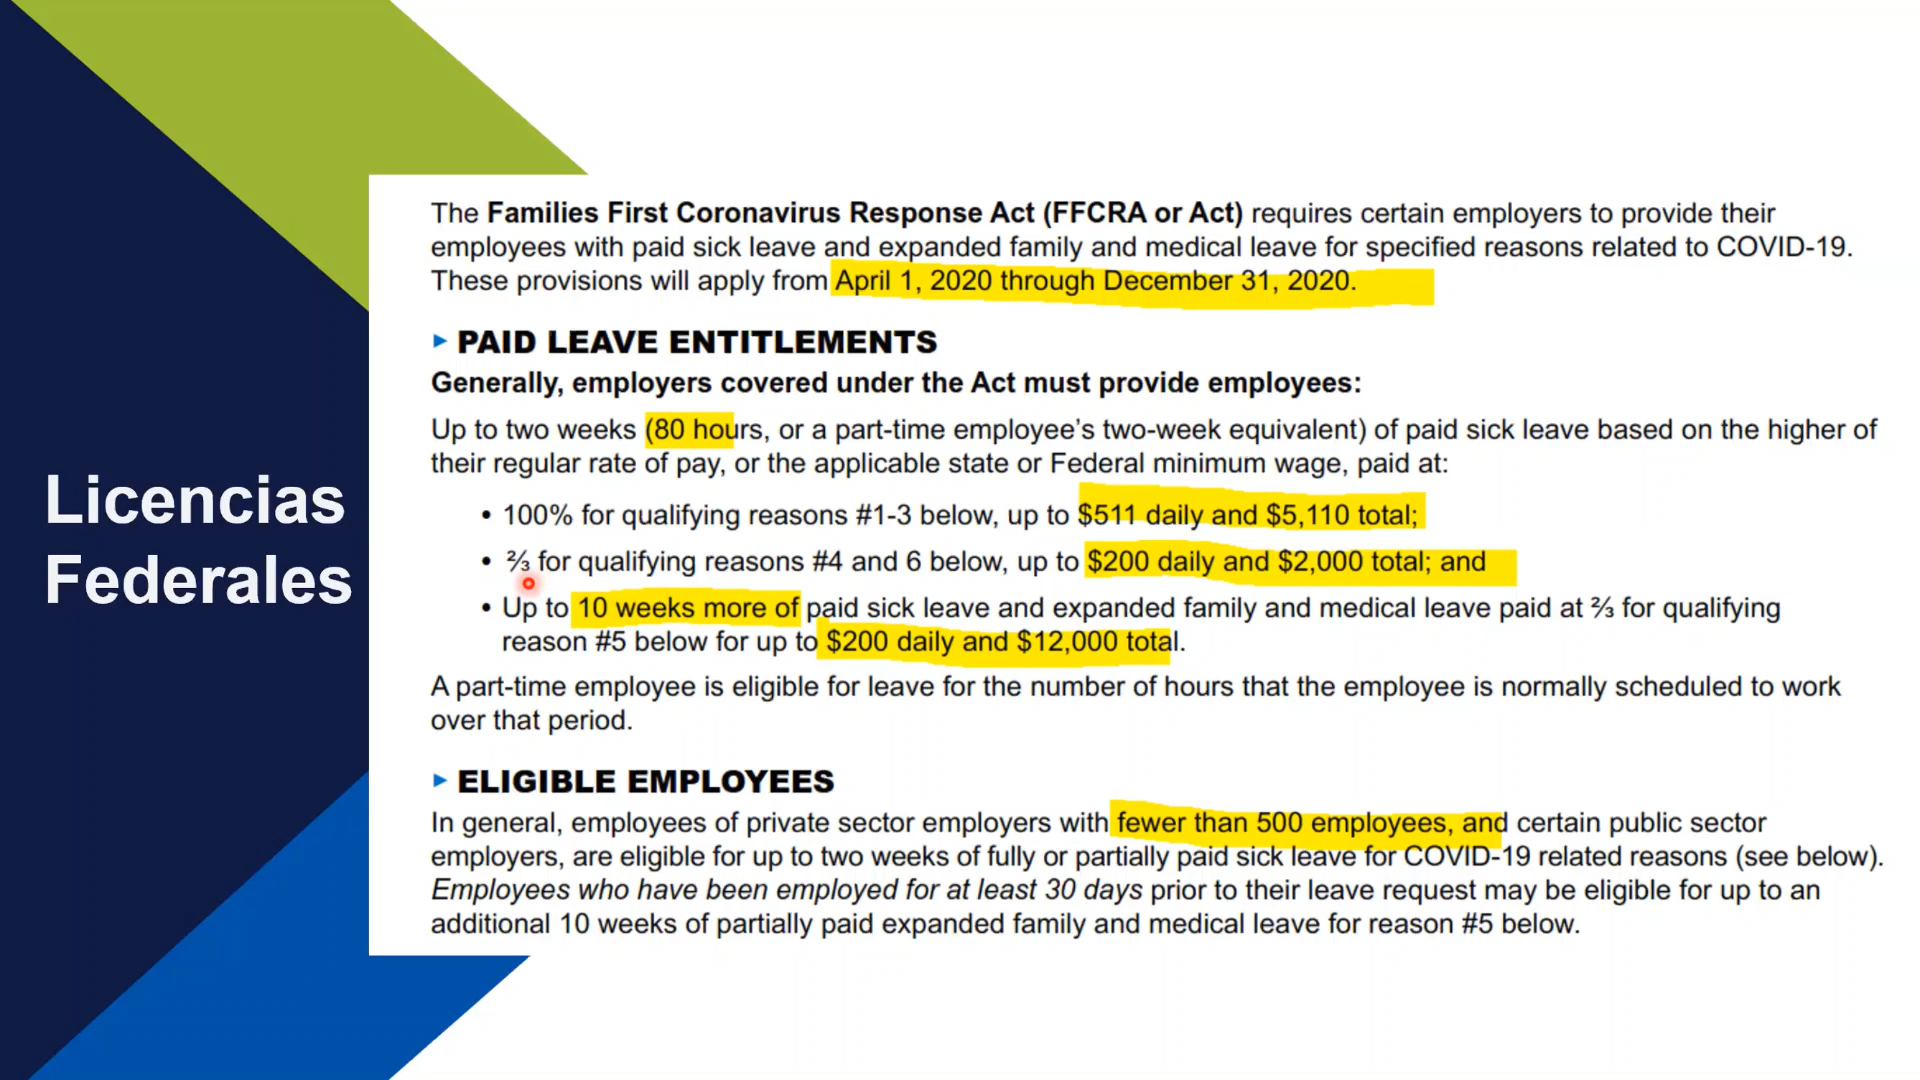 Licencias
Federales
The Families First Coronavirus Response Act (FFCRA or Act) requires certain employers to provide their
employees with paid sick leave and expanded family and medical leave for specified reasons related to COVID-19.
These provisions will apply from April 1, 2020 through December 31, 2020.
► PAID LEAVE ENTITLEMENTS
Generally, employers covered under the Act must provide employees:
Up to two weeks (80 hours, or a part-time employee’s two-week equivalent) of paid sick leave based on the higher of
their regular rate of pay, or the applicable state or Federal minimum wage, paid at:
• 100% for qualifying reasons #1-3 below, up to $511 daily and $5,110 total;
• ⅔ for qualifying reasons #4 and 6 below, up to $200 daily and $2,000 total; and
• Up to 10 weeks more of paid sick leave and expanded family and medical leave paid at ⅔ for qualifying
reason #5 below for up to $200 daily and $12,000 total.
A part-time employee is eligible for leave for the number of hours that the employee is normally scheduled to work
over that period.
► ELIGIBLE EMPLOYEES
In general, employees of private sector employers with fewer than 500 employees, and certain public sector
employers, are eligible for up to two weeks of fully or partially paid sick leave for COVID-19 related reasons (see below).
Employees who have been employed for at least 30 days prior to their leave request may be eligible for up to an
additional 10 weeks of partially paid expanded family and medical leave for reason #5 below.